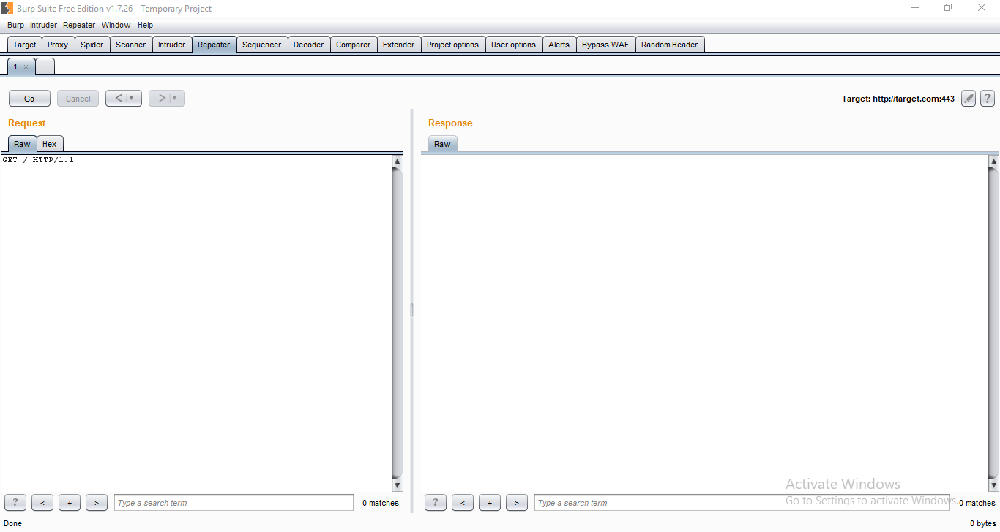 Burp Suite Free Edition v1.7.26 - Temporary Project
Burp Intruder Repeater Window Help
Target Proxy Spider Scanner Intruder Repeater Sequencer Decoder Comparer Extender Project options User options Alerts Bypass WAF Random Header
1 × ...
Go Cancel < ▼ > ▼ Target: http://target.com:443 ?
Request
Response
Raw Hex
Raw
GET / HTTP/1.1
Activate Windows
Go to Settings to activate Windows.
? < + > Type a search term 0 matches
? < + > Type a search term 0 matches
Done
0 bytes